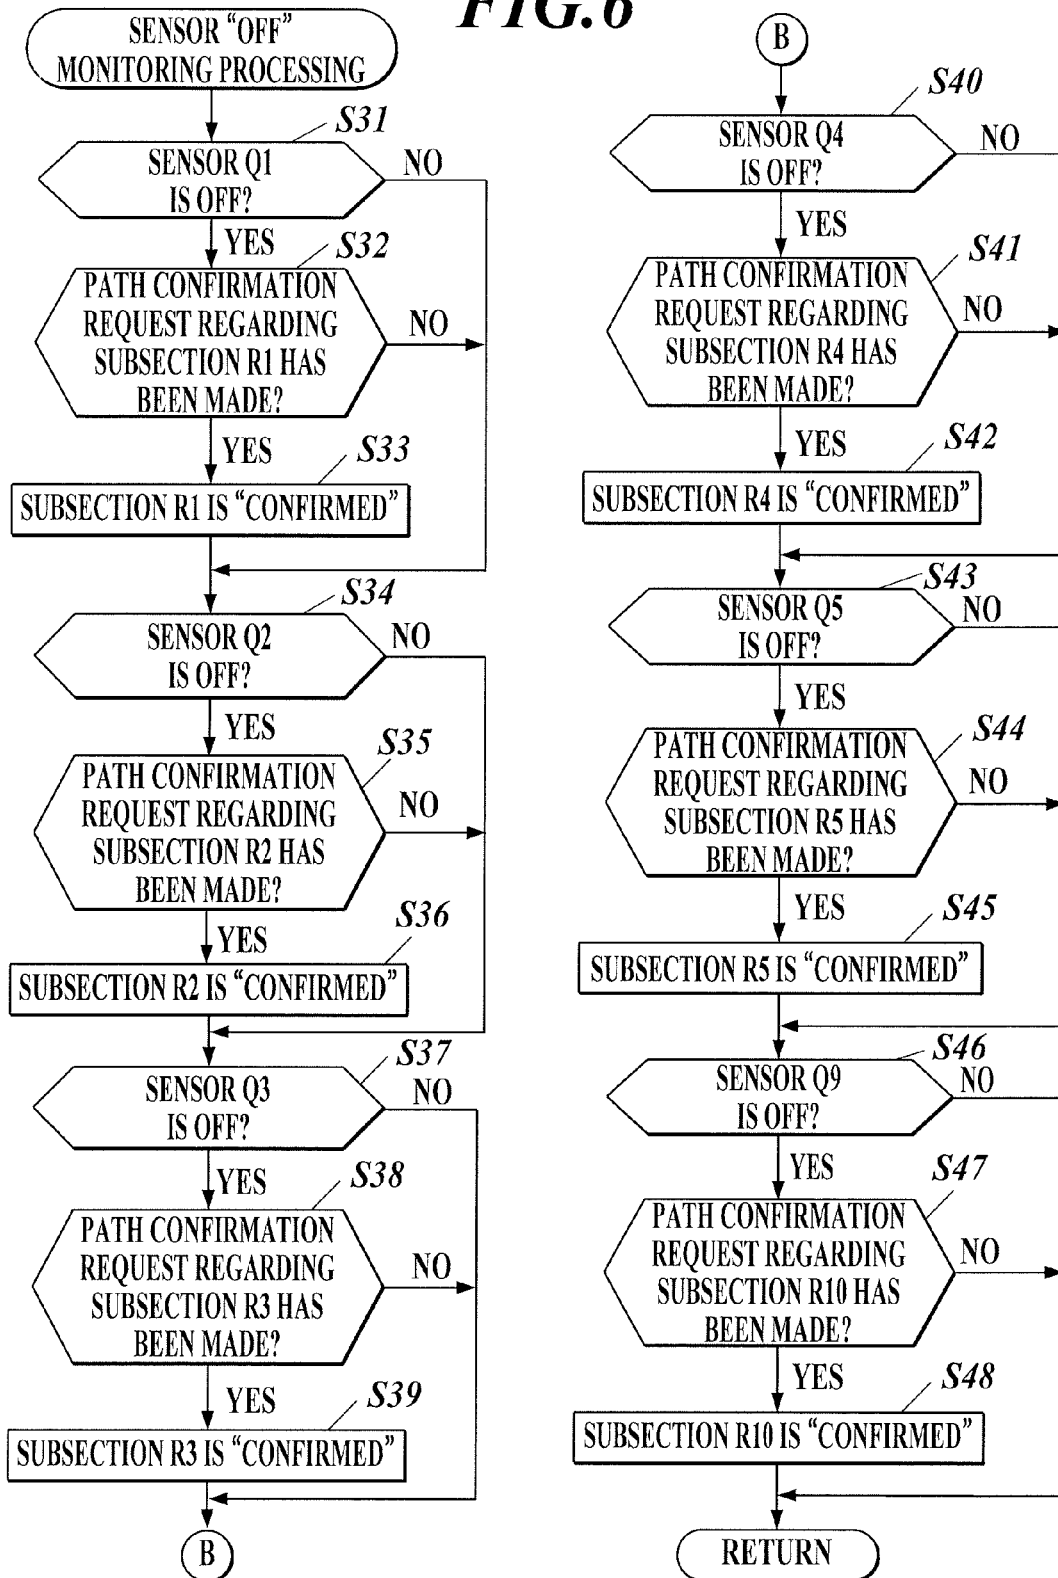 FIG. 6
SENSOR “OFF”
MONITORING PROCESSING
S31
SENSOR Q1
IS OFF?
NO
YES
S32
PATH CONFIRMATION
REQUEST REGARDING
SUBSECTION R1 HAS
BEEN MADE?
NO
YES
S33
SUBSECTION R1 IS “CONFIRMED”
S34
SENSOR Q2
IS OFF?
NO
YES
S35
PATH CONFIRMATION
REQUEST REGARDING
SUBSECTION R2 HAS
BEEN MADE?
NO
YES
S36
SUBSECTION R2 IS “CONFIRMED”
S37
SENSOR Q3
IS OFF?
NO
YES
S38
PATH CONFIRMATION
REQUEST REGARDING
SUBSECTION R3 HAS
BEEN MADE?
NO
YES
S39
SUBSECTION R3 IS “CONFIRMED”
B
B
S40
SENSOR Q4
IS OFF?
NO
YES
S41
PATH CONFIRMATION
REQUEST REGARDING
SUBSECTION R4 HAS
BEEN MADE?
NO
YES
S42
SUBSECTION R4 IS “CONFIRMED”
S43
SENSOR Q5
IS OFF?
NO
YES
S44
PATH CONFIRMATION
REQUEST REGARDING
SUBSECTION R5 HAS
BEEN MADE?
NO
YES
S45
SUBSECTION R5 IS “CONFIRMED”
S46
SENSOR Q9
IS OFF?
NO
YES
S47
PATH CONFIRMATION
REQUEST REGARDING
SUBSECTION R10 HAS
BEEN MADE?
NO
YES
S48
SUBSECTION R10 IS “CONFIRMED”
RETURN